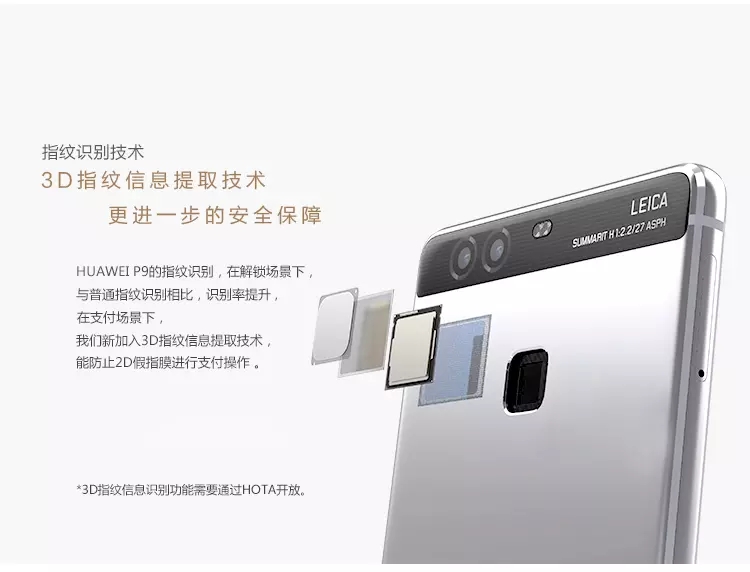 指纹识别技术
3D指纹信息提取技术
更进一步的安全保障
HUAWEI P9的指纹识别，在解锁场景下，
与普通指纹识别相比，识别率提升，
在支付场景下，
我们新加入3D指纹信息提取技术，
能防止2D假指膜进行支付操作 。
*3D指纹信息识别功能需要通过HOTA开放。
LEICA
SUMMARIT H 1:2.2/27 ASPH